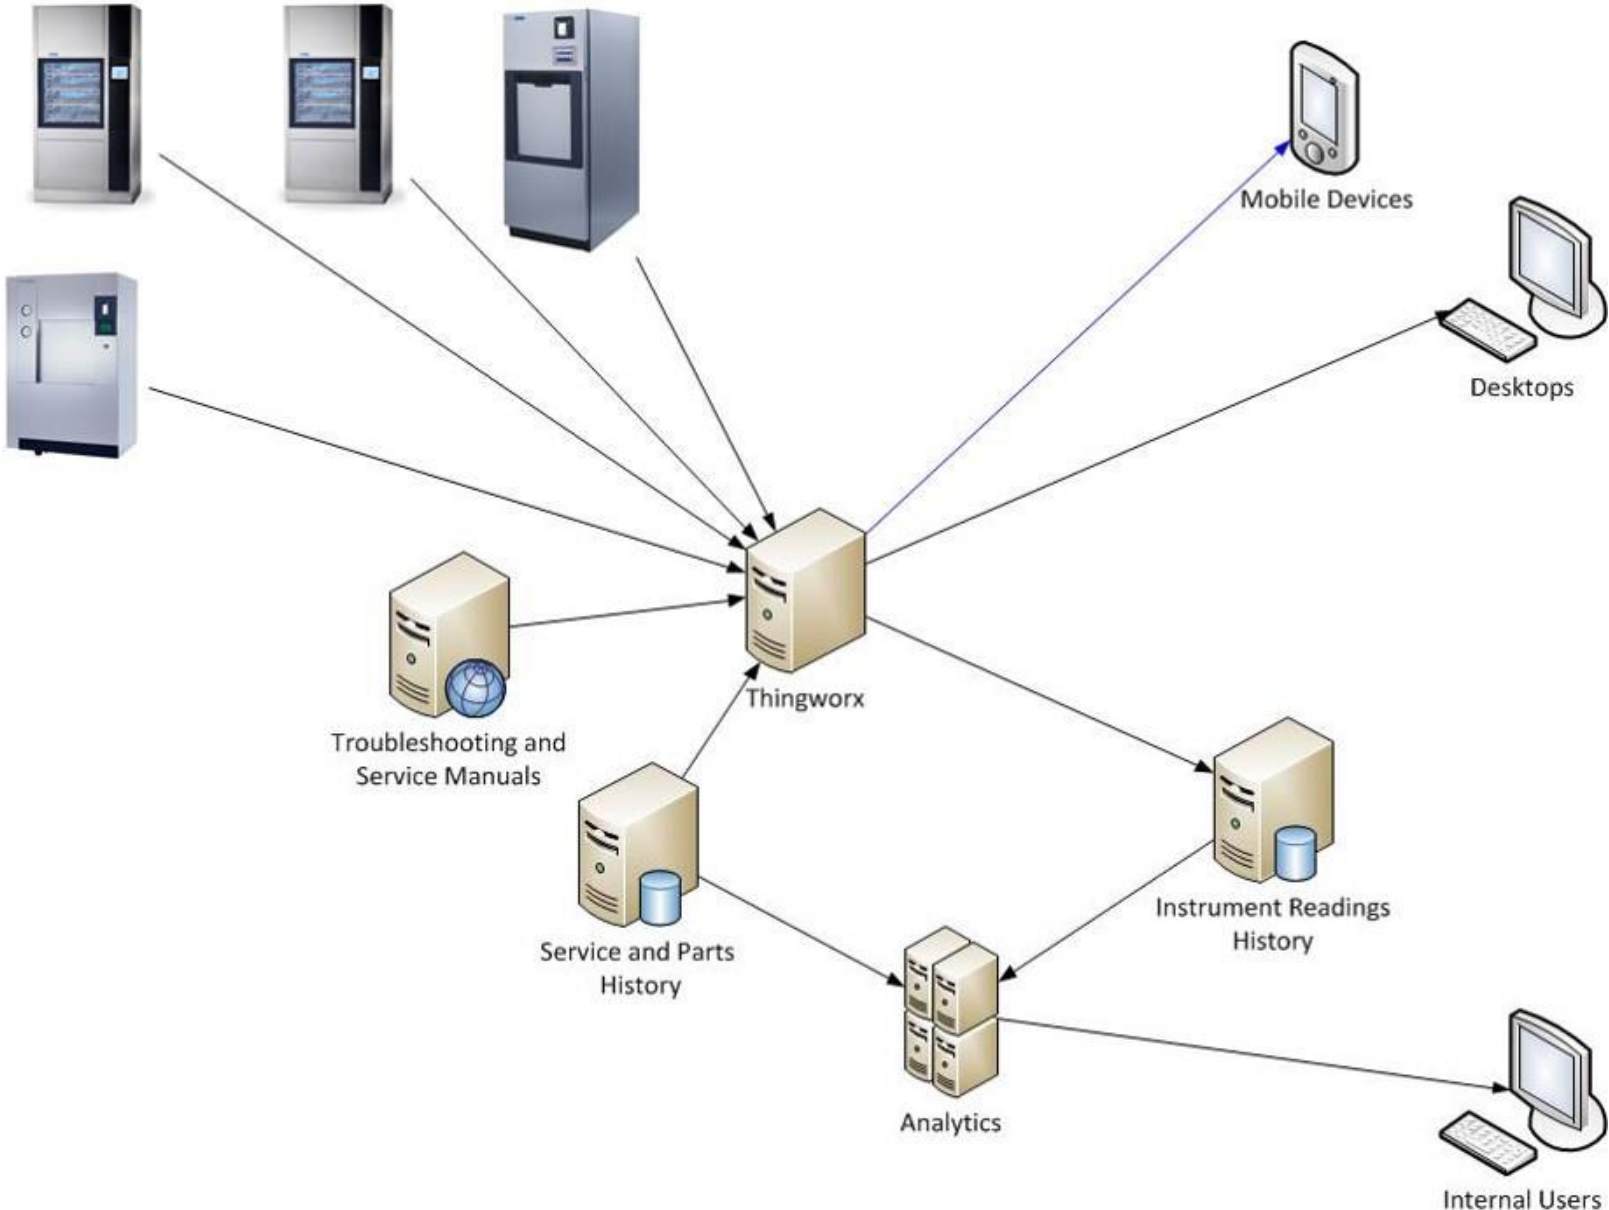 Mobile Devices
Desktops
Thingworx
Troubleshooting and
Service Manuals
Service and Parts
History
Instrument Readings
History
Analytics
Internal Users